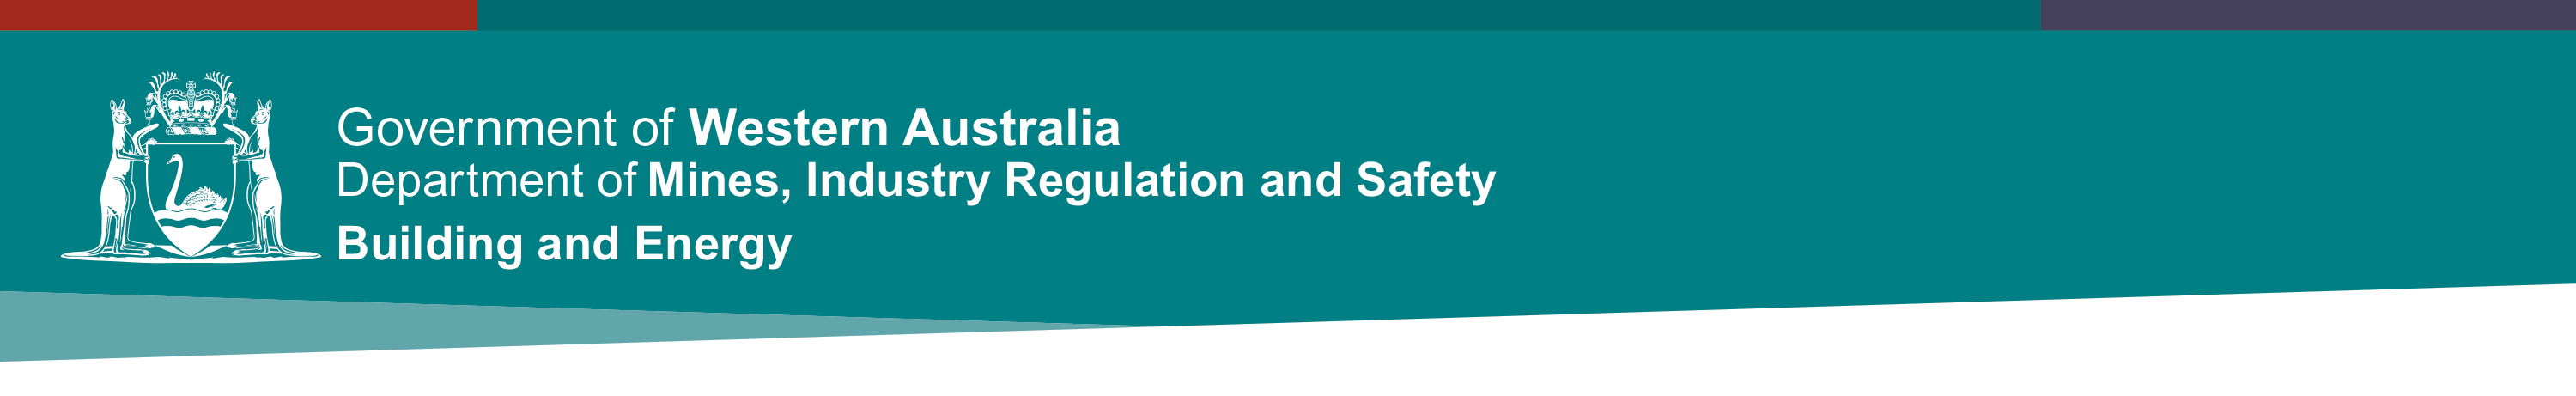 Government of Western Australia
Department of Mines, Industry Regulation and Safety
Building and Energy